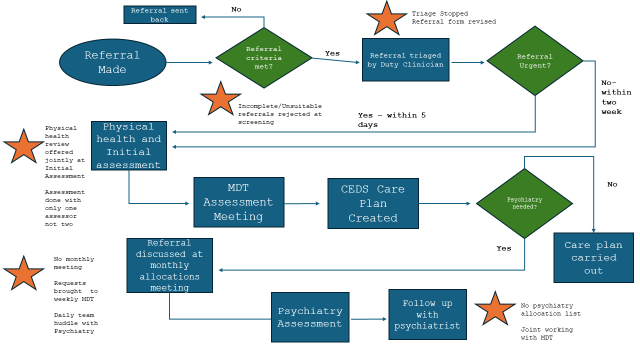 Referral sent
back
No
Triage Stopped
Referral form revised
Referral
Made
Referral
criteria
met?
Yes
Referral triaged
by Duty Clinician
Referral
Urgent?
No-
within
two
week
Incomplete/Unsuitable
referrals rejected at
screening
Yes - within 5
days
Physical
health
review
offered
jointly at
Initial
Assessment
Assessment
done with
only one
assessor
not two
Physical
health and
Initial
assessment
MDT
Assessment
Meeting
CEDS Care
Plan
Created
Psychiatry
needed?
No
Yes
Care plan
carried
out
Referral
discussed at
monthly
allocations
meeting
No monthly
meeting
Requests
brought to
weekly MDT
Daily team
huddle with
Psychiatry
Psychiatry
Assessment
Follow up
with
psychiatrist
No psychiatry
allocation list
Joint working
with MDT